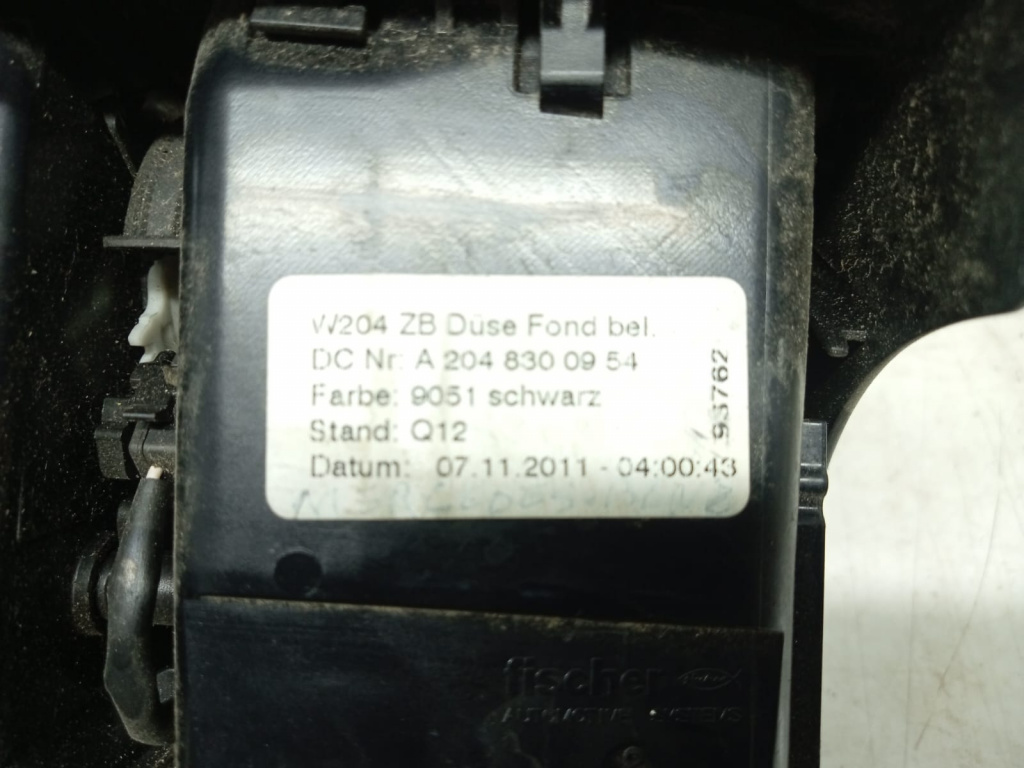 W204 ZB Düse Fond bel.
DC Nr: A 204 830 09 54
Farbe: 9051 schwarz
Stand: Q12
Datum: 07.11.2011 - 04:00:43
93762
fischer
AUTOMOTIVE SYSTEMS